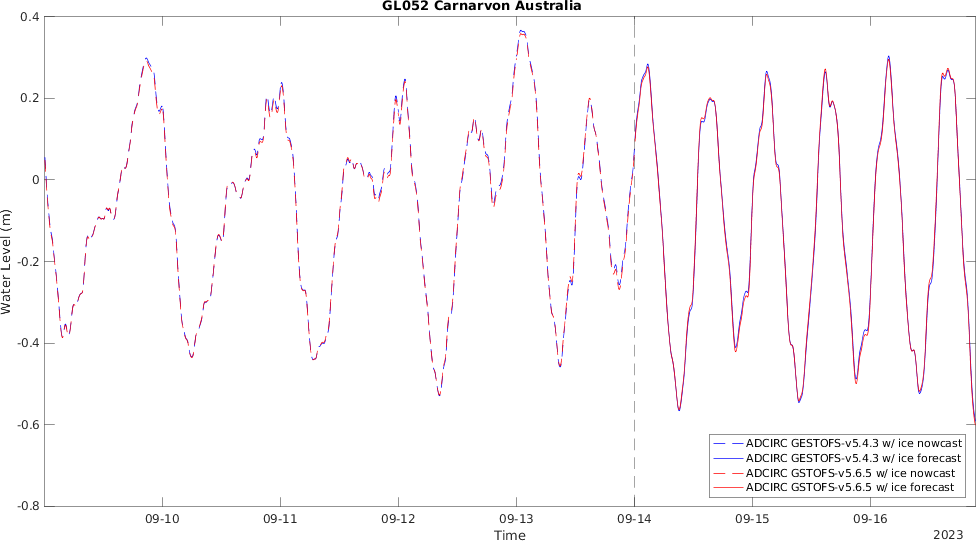 GL052 Carnarvon Australia
0.4
0.2
0
-0.2
-0.4
-0.6
-0.8
Water Level (m)
ADCIRC GESTOFS-v5.4.3 w/ ice nowcast
ADCIRC GESTOFS-v5.4.3 w/ ice forecast
ADCIRC GSTOFS-v5.6.5 w/ ice nowcast
ADCIRC GSTOFS-v5.6.5 w/ ice forecast
09-10 09-11 09-12 09-13 09-14 09-15 09-16
Time
2023